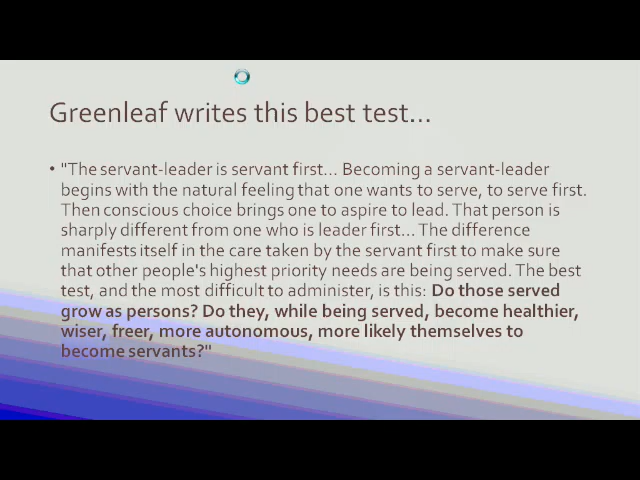 Greenleaf writes this best test...
• "The servant-leader is servant first... Becoming a servant-leader
begins with the natural feeling that one wants to serve, to serve first.
Then conscious choice brings one to aspire to lead. That person is
sharply different from one who is leader first... The difference
manifests itself in the care taken by the servant first to make sure
that other people's highest priority needs are being served. The best
test, and the most difficult to administer, is this: Do those served
grow as persons? Do they, while being served, become healthier,
wiser, freer, more autonomous, more likely themselves to
become servants?"